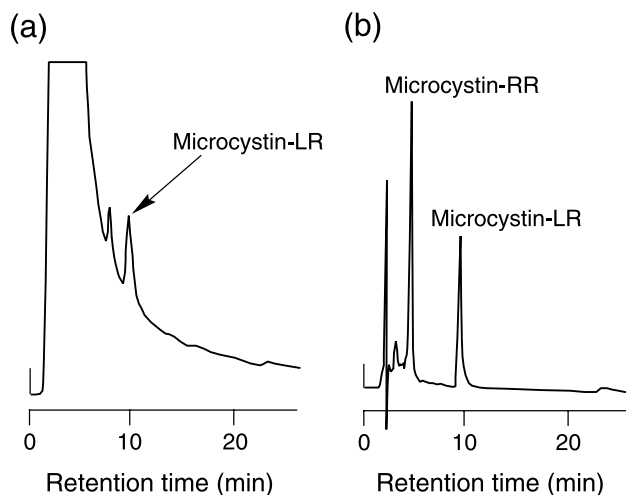 (a)
(b)
Microcystin-RR
Microcystin-LR
Microcystin-LR
0 10 20
0 10 20
Retention time (min)
Retention time (min)